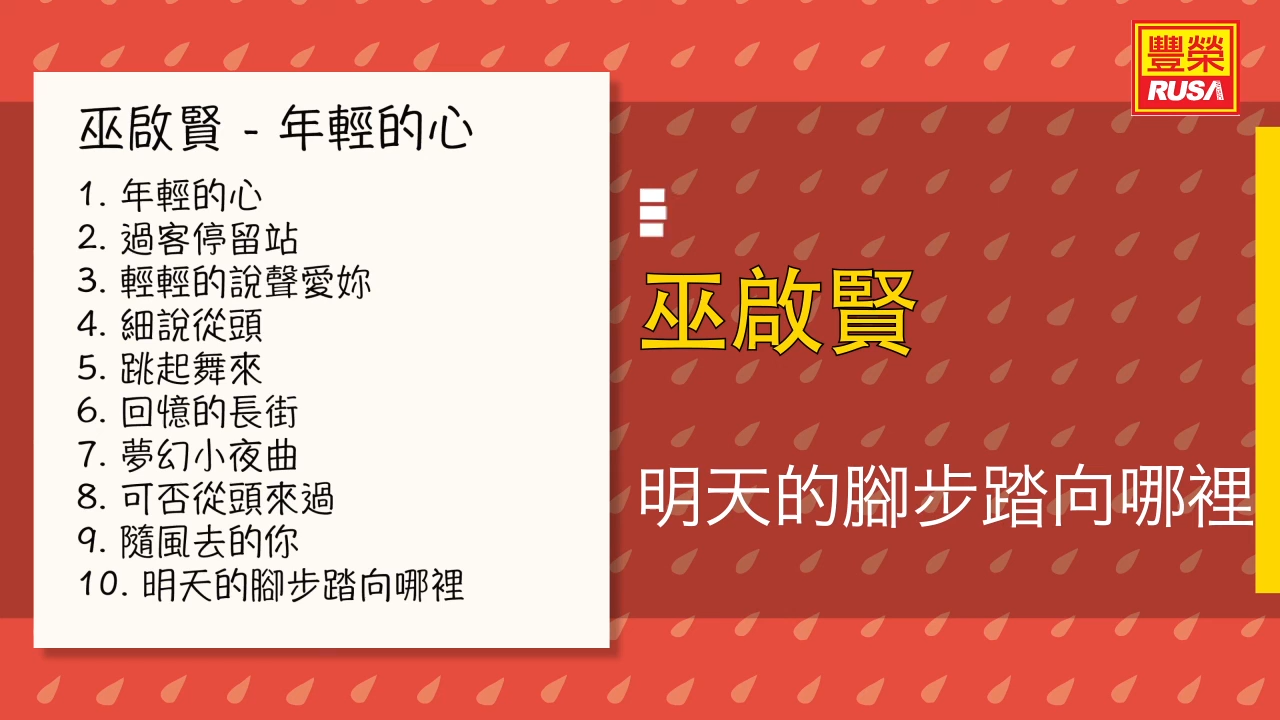 巫啟賢 - 年輕的心
1. 年輕的心
2. 過客停留站
3. 輕輕的說聲愛妳
4. 細說從頭
5. 跳起舞來
6. 回憶的長街
7. 夢幻小夜曲
8. 可否從頭來過
9. 隨風去的你
10. 明天的腳步踏向哪裡
豐榮
RUSA
巫啟賢
明天的腳步踏向哪裡